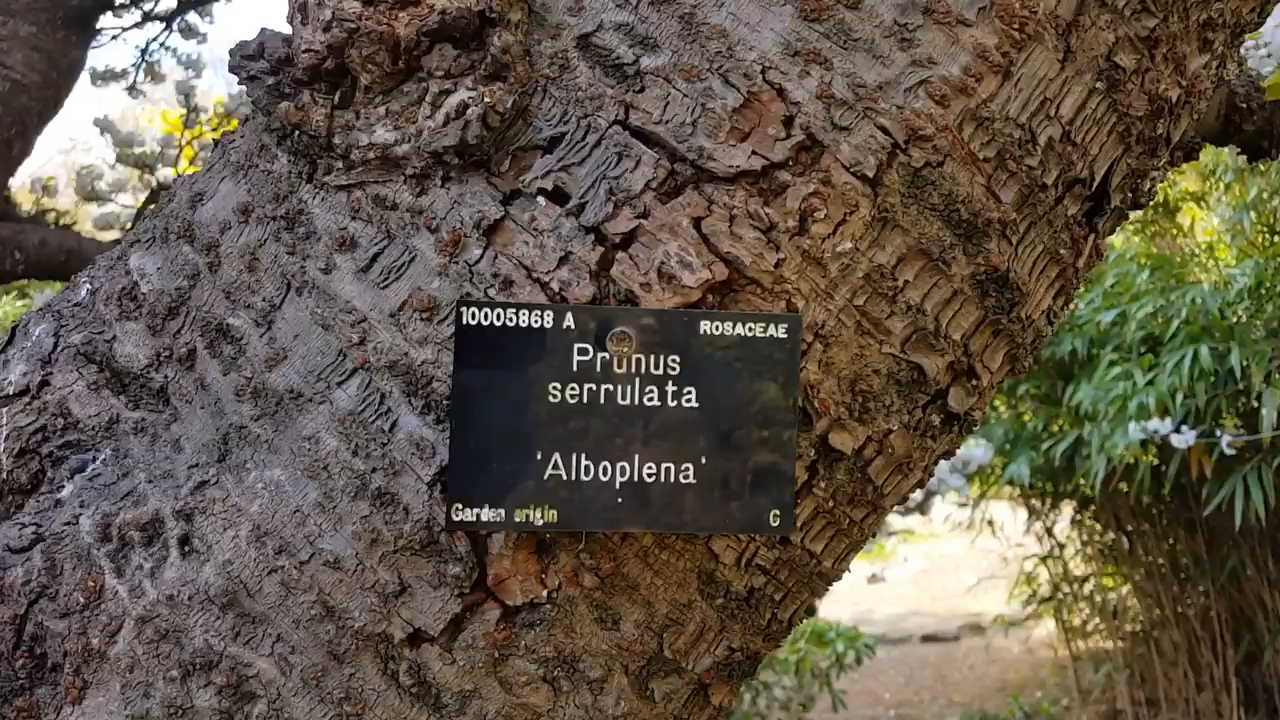 10005868 A
ROSACEAE
Prunus
serrulata
'Alboplena'
Garden origin
G